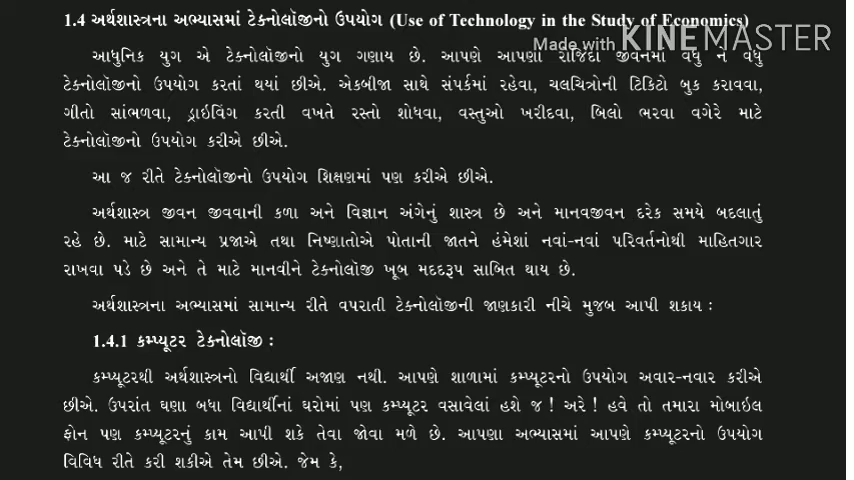 1.4 અર્થશાસ્ત્રના અભ્યાસમાં ટેક્નોલૉજીનો ઉપયોગ (Use of Technology in the Study of Economics)
Made with KINEMASTER
આધુનિક યુગ એ ટેક્નોલૉજીનો યુગ ગણાય છે. આપણે આપણા રોજિંદા જીવનમાં વધુ ને વધુ
ટેક્નોલૉજીનો ઉપયોગ કરતાં થયાં છીએ. એકબીજા સાથે સંપર્કમાં રહેવા, ચલચિત્રોની ટિકિટો બુક કરાવવા,
ગીતો સાંભળવા, ડ્રાઇવિંગ કરતી વખતે રસ્તો શોધવા, વસ્તુઓ ખરીદવા, બિલો ભરવા વગેરે માટે
ટેક્નોલૉજીનો ઉપયોગ કરીએ છીએ.
આ જ રીતે ટેક્નોલૉજીનો ઉપયોગ શિક્ષણમાં પણ કરીએ છીએ.
અર્થશાસ્ત્ર જીવન જીવવાની કળા અને વિજ્ઞાન અંગેનું શાસ્ત્ર છે અને માનવજીવન દરેક સમયે બદલાતું
રહે છે. માટે સામાન્ય પ્રજાએ તથા નિષ્ણાતોએ પોતાની જાતને હંમેશાં નવાં-નવાં પરિવર્તનોથી માહિતગાર
રાખવા પડે છે અને તે માટે માનવીને ટેક્નોલૉજી ખૂબ મદદરૂપ સાબિત થાય છે.
અર્થશાસ્ત્રના અભ્યાસમાં સામાન્ય રીતે વપરાતી ટેક્નોલૉજીની જાણકારી નીચે મુજબ આપી શકાય :
1.4.1 કમ્પ્યૂટર ટેક્નોલૉજી :
કમ્પ્યૂટરથી અર્થશાસ્ત્રનો વિદ્યાર્થી અજાણ નથી. આપણે શાળામાં કમ્પ્યૂટરનો ઉપયોગ અવાર-નવાર કરીએ
છીએ. ઉપરાંત ઘણા બધા વિદ્યાર્થીનાં ઘરોમાં પણ કમ્પ્યૂટર વસાવેલાં હશે જ ! અરે ! હવે તો તમારા મોબાઇલ
ફોન પણ કમ્પ્યૂટરનું કામ આપી શકે તેવા જોવા મળે છે. આપણા અભ્યાસમાં આપણે કમ્પ્યૂટરનો ઉપયોગ
વિવિધ રીતે કરી શકીએ તેમ છીએ. જેમ કે,